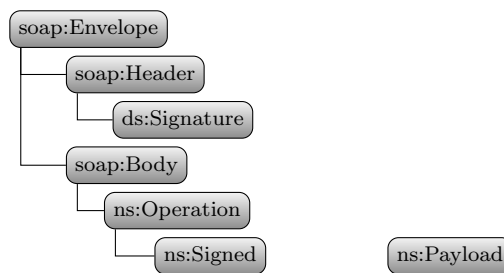 soap:Envelope
soap:Header
ds:Signature
soap:Body
ns:Operation
ns:Signed ns:Payload